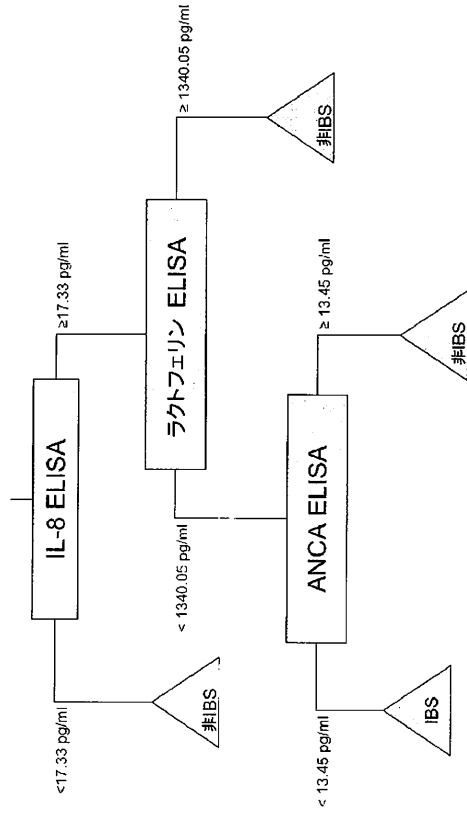 IL-8 ELISA
<17.33 pg/ml
≥17.33 pg/ml
非IBS
ラクトフェリン ELISA
< 1340.05 pg/ml
≥ 1340.05 pg/ml
非IBS
ANCA ELISA
< 13.45 pg/ml
≥ 13.45 pg/ml
IBS
非IBS